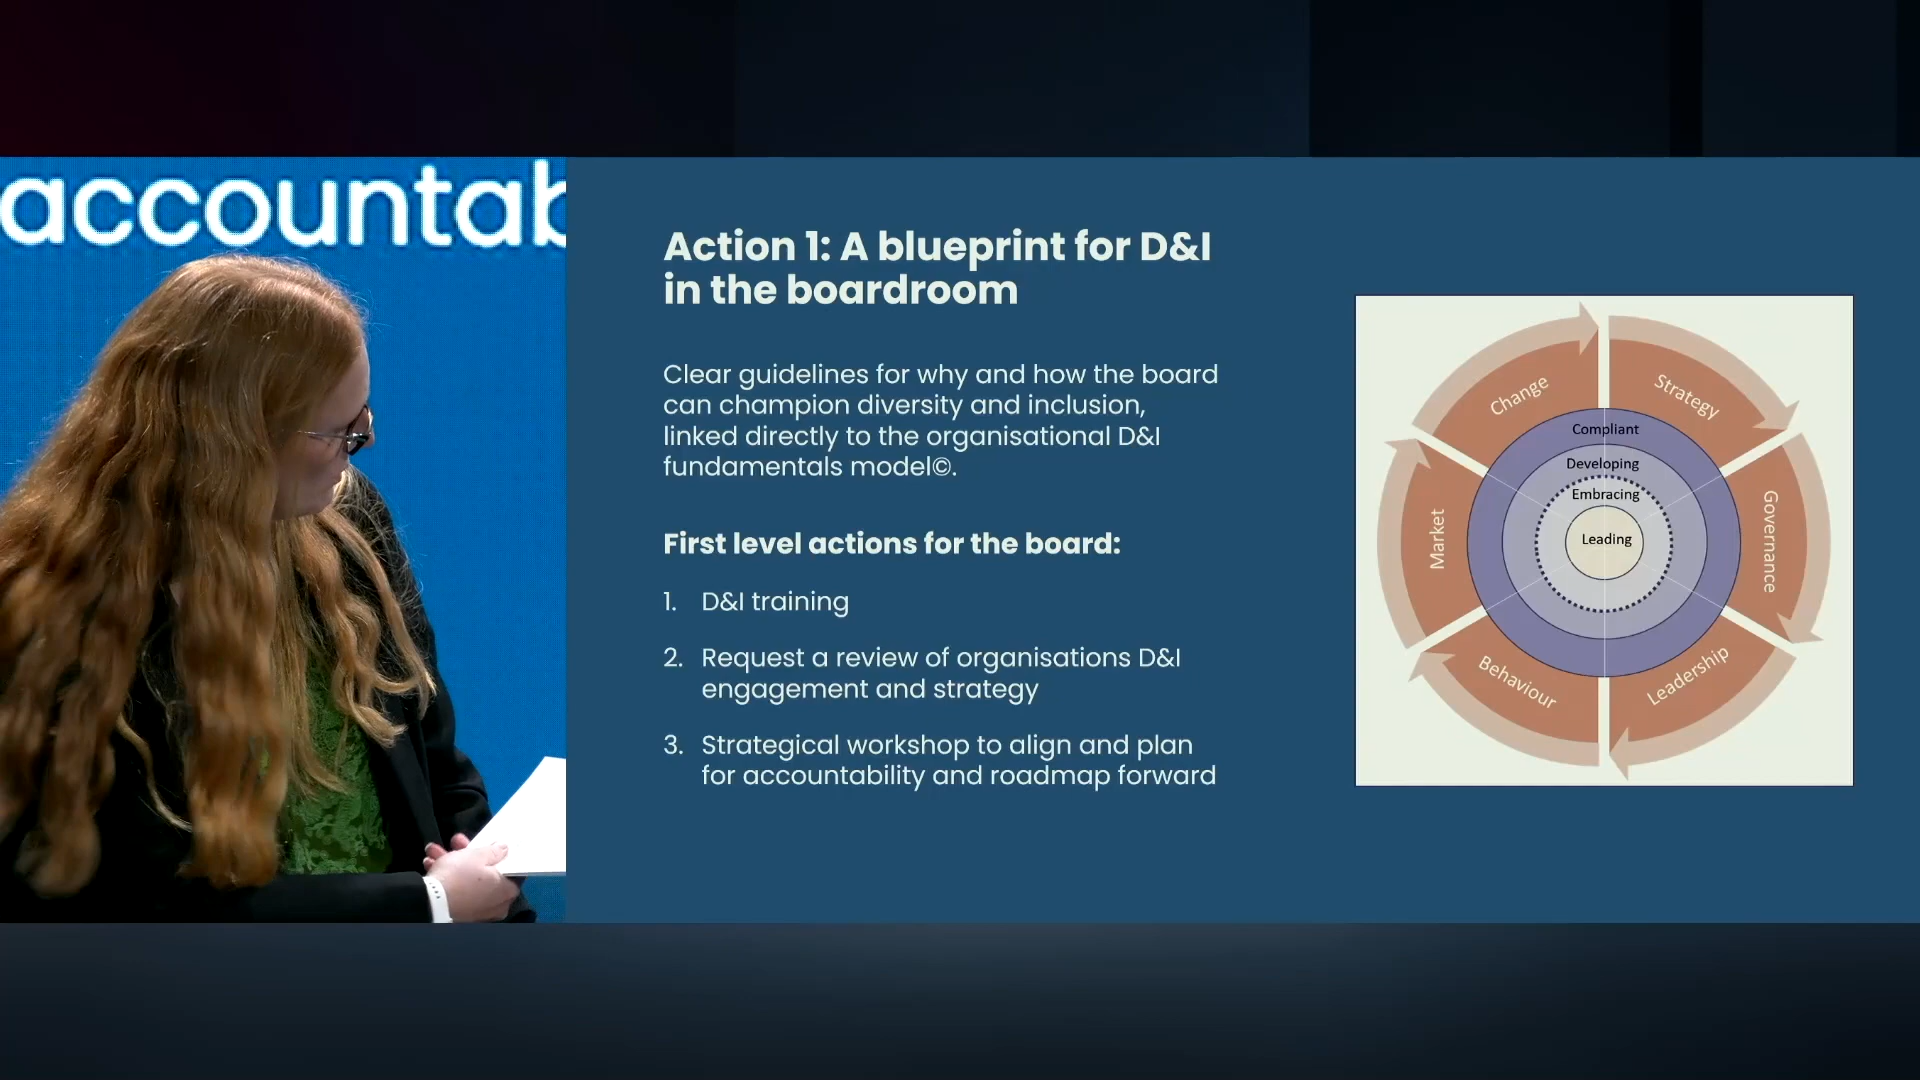 accountab
Action 1: A blueprint for D&I
in the boardroom
Clear guidelines for why and how the board
can champion diversity and inclusion,
linked directly to the organisational D&I
fundamentals model©.
First level actions for the board:
1. D&I training
2. Request a review of organisations D&I
engagement and strategy
3. Strategical workshop to align and plan
for accountability and roadmap forward
Change
Strategy
Governance
Leadership
Behaviour
Market
Compliant
Developing
Embracing
Leading